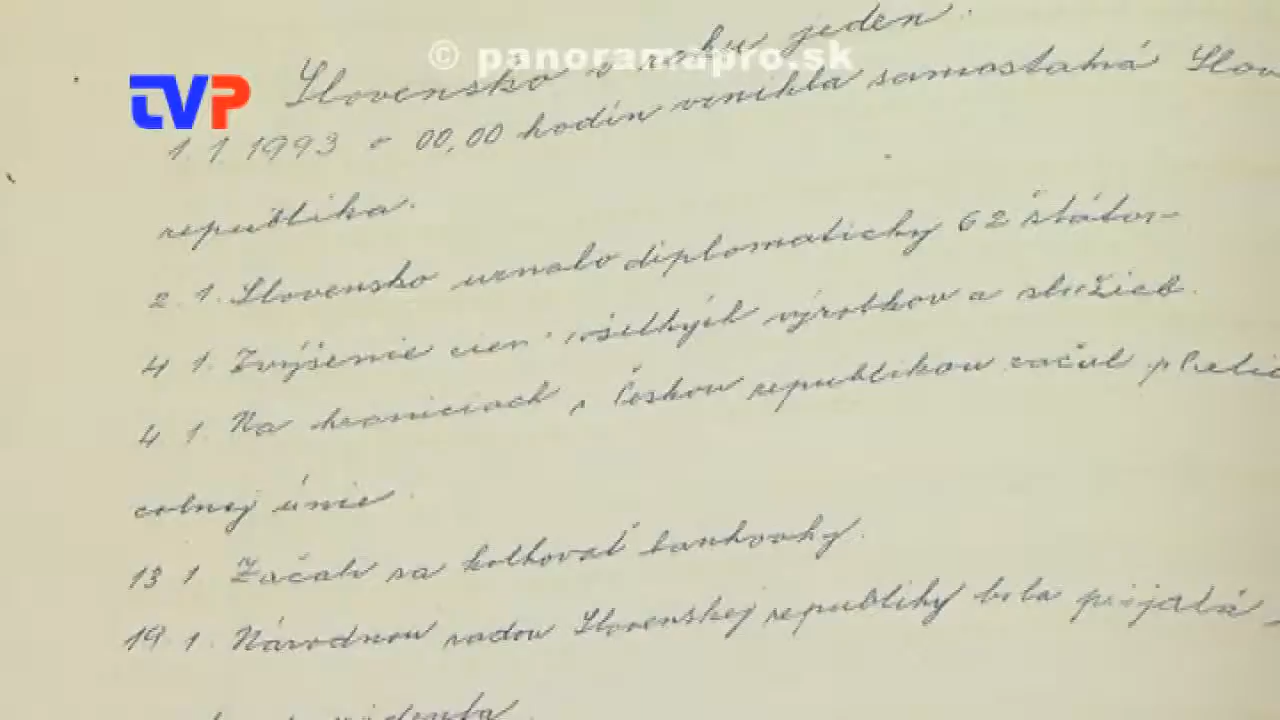 © panoramapro.sk
TVP
Slovensko v roku jeden.
1.1.1993 o 00,00 hodín vznikla samostatná Slov
republika.
2.1. Slovensko uznalo diplomaticky 62 štátov
4.1. Zvýšenie cien všetkých výrobkov a služieb.
4.1. Na hraniciach s Českou republikou začal platiť
colnej únie.
13.1. Začali sa kolkovať bankovky.
19.1. Národnou radou Slovenskej republiky bola prijatá